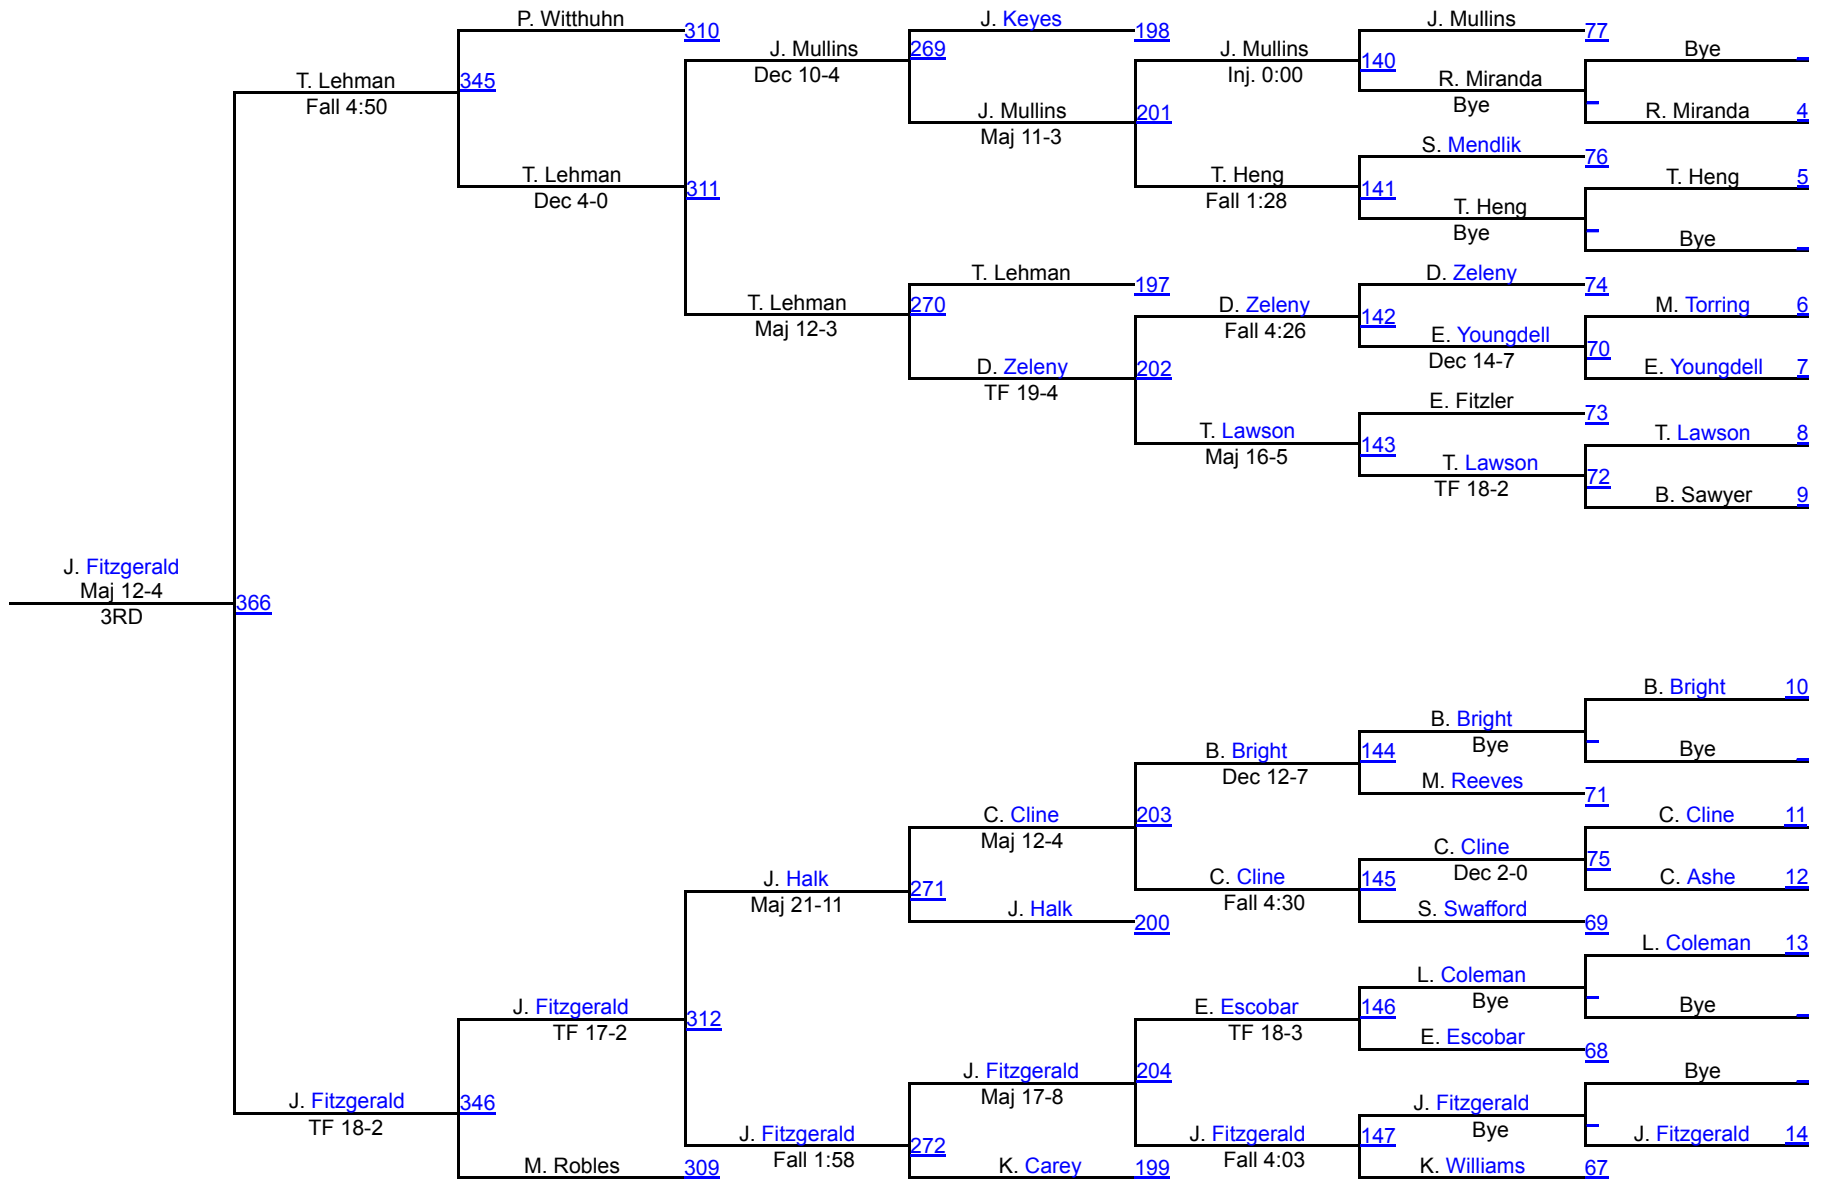 P. Witthuhn 310
J. Keyes 198
J. Mullins 77
J. Mullins
Dec 10-4
269
J. Mullins
Inj. 0:00
140
Bye
T. Lehman
Fall 4:50
345
R. Miranda
Bye
J. Mullins
Maj 11-3
201
R. Miranda 4
S. Mendlik 76
T. Lehman
Dec 4-0
311
T. Heng
Fall 1:28
141
T. Heng 5
T. Heng
Bye
Bye
T. Lehman 197
D. Zeleny 74
T. Lehman
Maj 12-3
270
D. Zeleny
Fall 4:26
142
M. Torring 6
E. Youngdell
Dec 14-7
70
D. Zeleny
TF 19-4
202
E. Youngdell 7
E. Fitzler 73
T. Lawson
Maj 16-5
143
T. Lawson 8
T. Lawson
TF 18-2
72
B. Sawyer 9
J. Fitzgerald
Maj 12-4
3RD
366
B. Bright 10
B. Bright
Bye
B. Bright
Dec 12-7
144
Bye
M. Reeves 71
C. Cline
Maj 12-4
203
C. Cline 11
C. Cline
Dec 2-0
75
J. Halk
Maj 21-11
271
C. Cline
Fall 4:30
145
C. Ashe 12
J. Halk 200
S. Swafford 69
L. Coleman 13
L. Coleman
Bye
J. Fitzgerald
TF 17-2
312
E. Escobar
TF 18-3
146
Bye
E. Escobar 68
J. Fitzgerald
Maj 17-8
204
Bye
J. Fitzgerald
TF 18-2
346
J. Fitzgerald
Bye
J. Fitzgerald
Fall 1:58
272
J. Fitzgerald
Fall 4:03
147
J. Fitzgerald 14
M. Robles 309
K. Carey 199
K. Williams 67